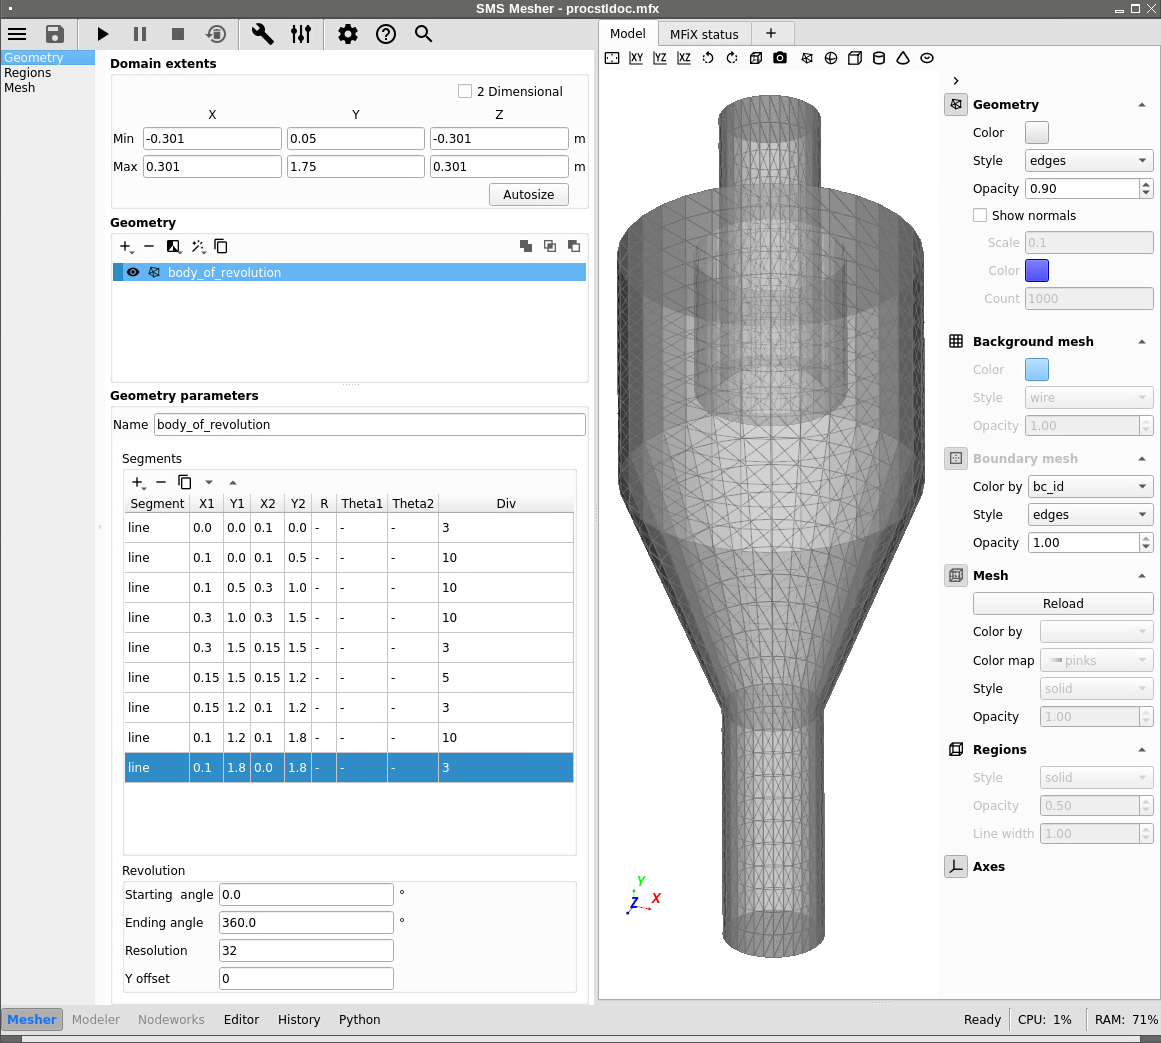 SMS Mesher - procstldoc.mfx
Geometry
Regions
Mesh
Domain extents
2 Dimensional
X Y Z
Min -0.301 0.05 -0.301 m
Max 0.301 1.75 0.301 m
Autosize
Geometry
body_of_revolution
Geometry parameters
Name body_of_revolution
Segments
Segment X1 Y1 X2 Y2 R Theta1 Theta2 Div
line 0.0 0.0 0.1 0.0 - - - 3
line 0.1 0.0 0.1 0.5 - - - 10
line 0.1 0.5 0.3 1.0 - - - 10
line 0.3 1.0 0.3 1.5 - - - 10
line 0.3 1.5 0.15 1.5 - - - 3
line 0.15 1.5 0.15 1.2 - - - 5
line 0.15 1.2 0.1 1.2 - - - 3
line 0.1 1.2 0.1 1.8 - - - 10
line 0.1 1.8 0.0 1.8 - - - 3
Revolution
Starting angle 0.0 °
Ending angle 360.0 °
Resolution 32
Y offset 0
Model MFiX status +
XY YZ XZ
Y
Z X
Geometry
Color
Style edges
Opacity 0.90
Show normals
Scale 0.1
Color
Count 1000
Background mesh
Color
Style wire
Opacity 1.00
Boundary mesh
Color by bc_id
Style edges
Opacity 1.00
Mesh
Reload
Color by
Color map pinks
Style solid
Opacity 1.00
Regions
Style solid
Opacity 0.50
Line width 1.00
Axes
Mesher Modeler Nodeworks Editor History Python Ready CPU: 1% RAM: 71%